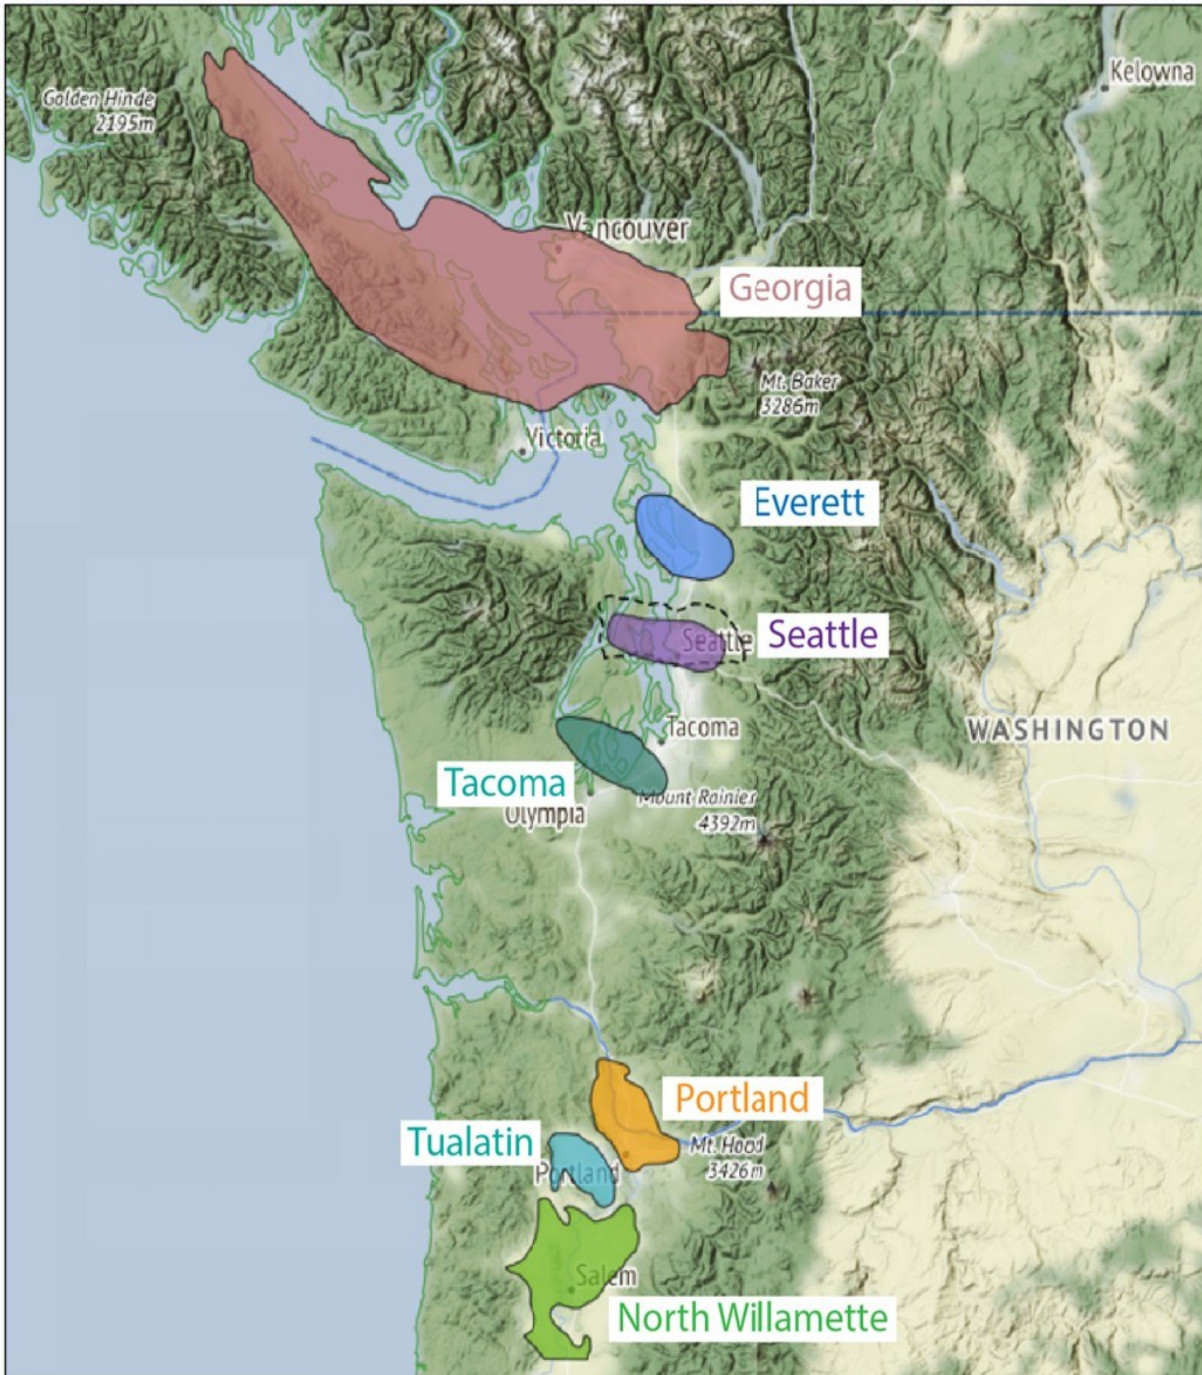 Kelowna
Golden Hinde
2195m
Vancouver
Georgia
Mt. Baker
3286m
Victoria
Everett
Seattle
Seattle
WASHINGTON
Tacoma
Tacoma
Mount Rainier
4392m
Olympia
Portland
Tualatin
Mt. Hood
3426m
Portland
Salem
North Willamette